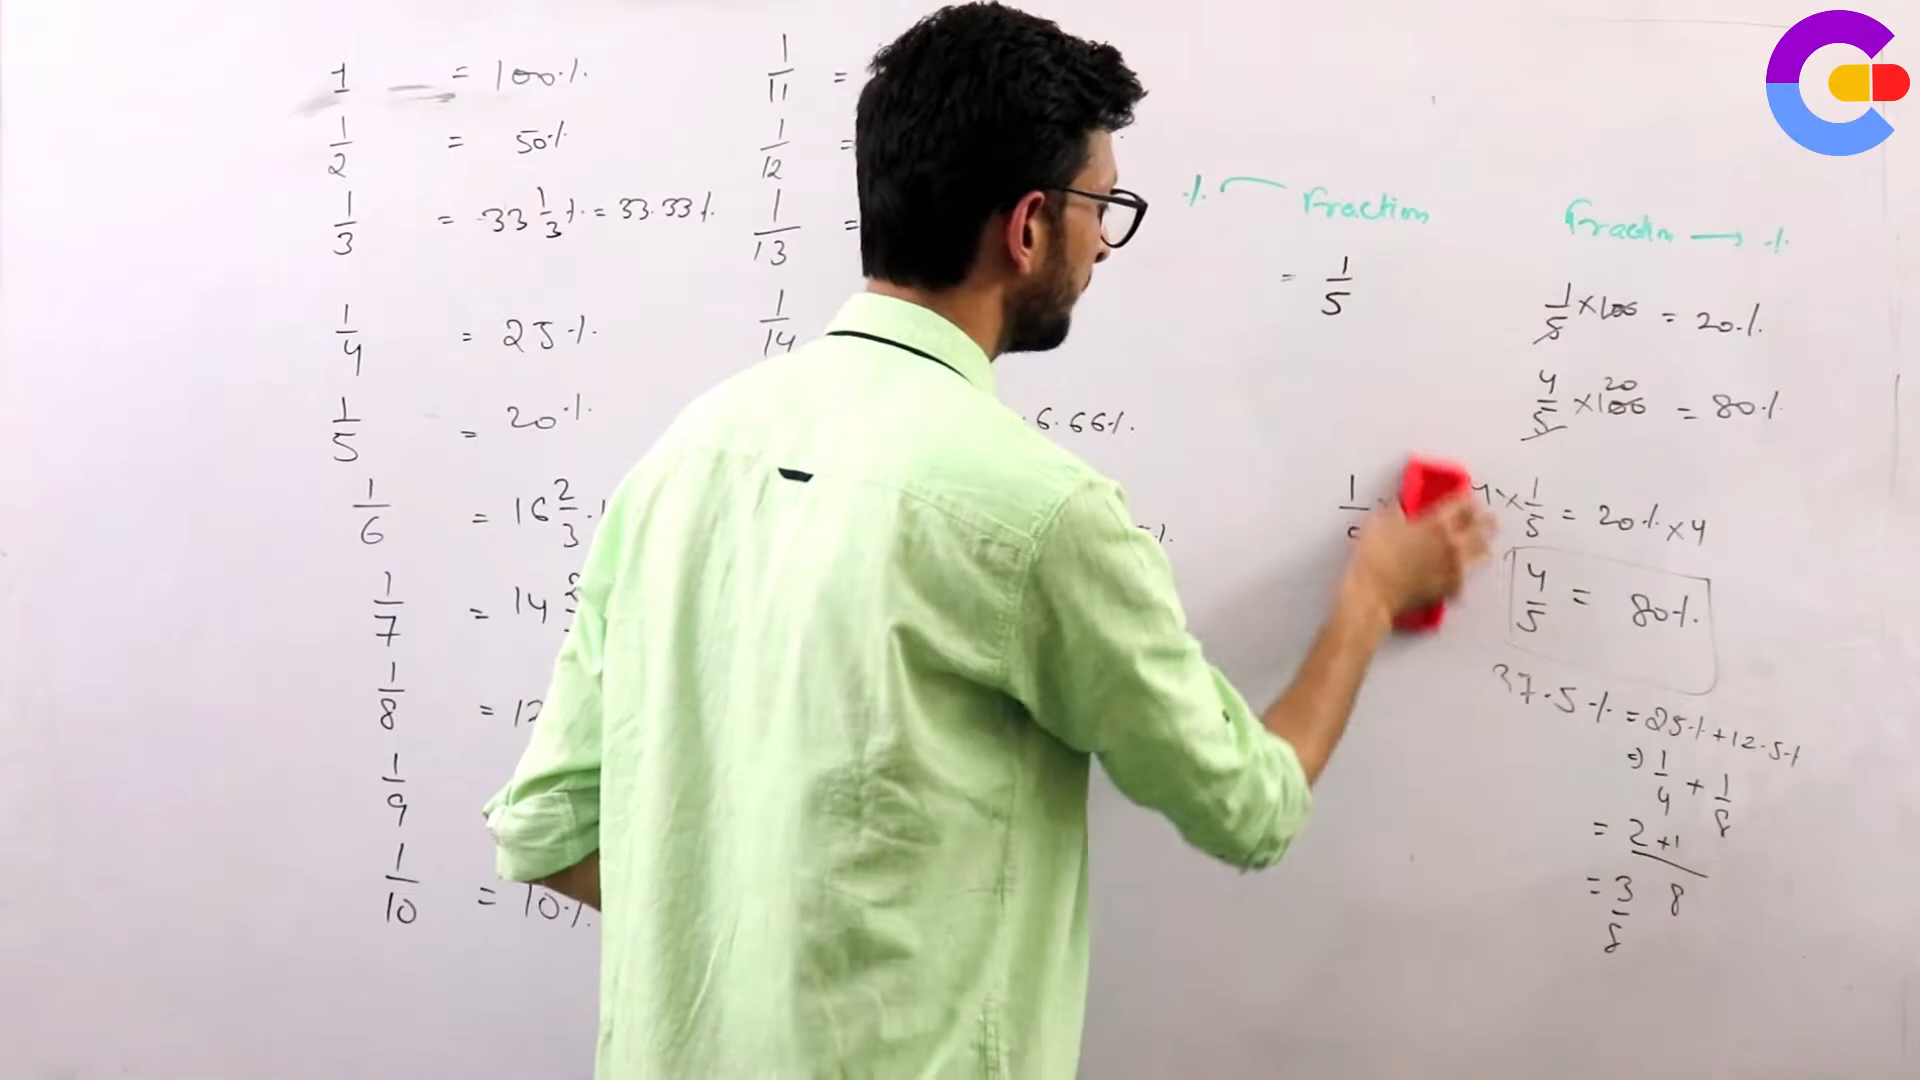 1 = 100%
1/2 = 50%
1/3 = 33 1/3 % = 33.33%
1/4 = 25%
1/5 = 20%
1/6 = 16 2/3
1/7 = 14
1/8 = 12
1/9
1/10 = 10%
1/11 =
1/12 =
1/13 =
1/14
6.66%
%
% Fraction
= 1/5
Fraction → %
1/5 × 100 = 20%
4/5 × 100 20 = 80%
1
4 × 1/5 = 20% × 4
4/5 = 80%
37.5% = 25% + 12.5%
⇒ 1/4 + 1/8
= 2+1/8
= 3/8